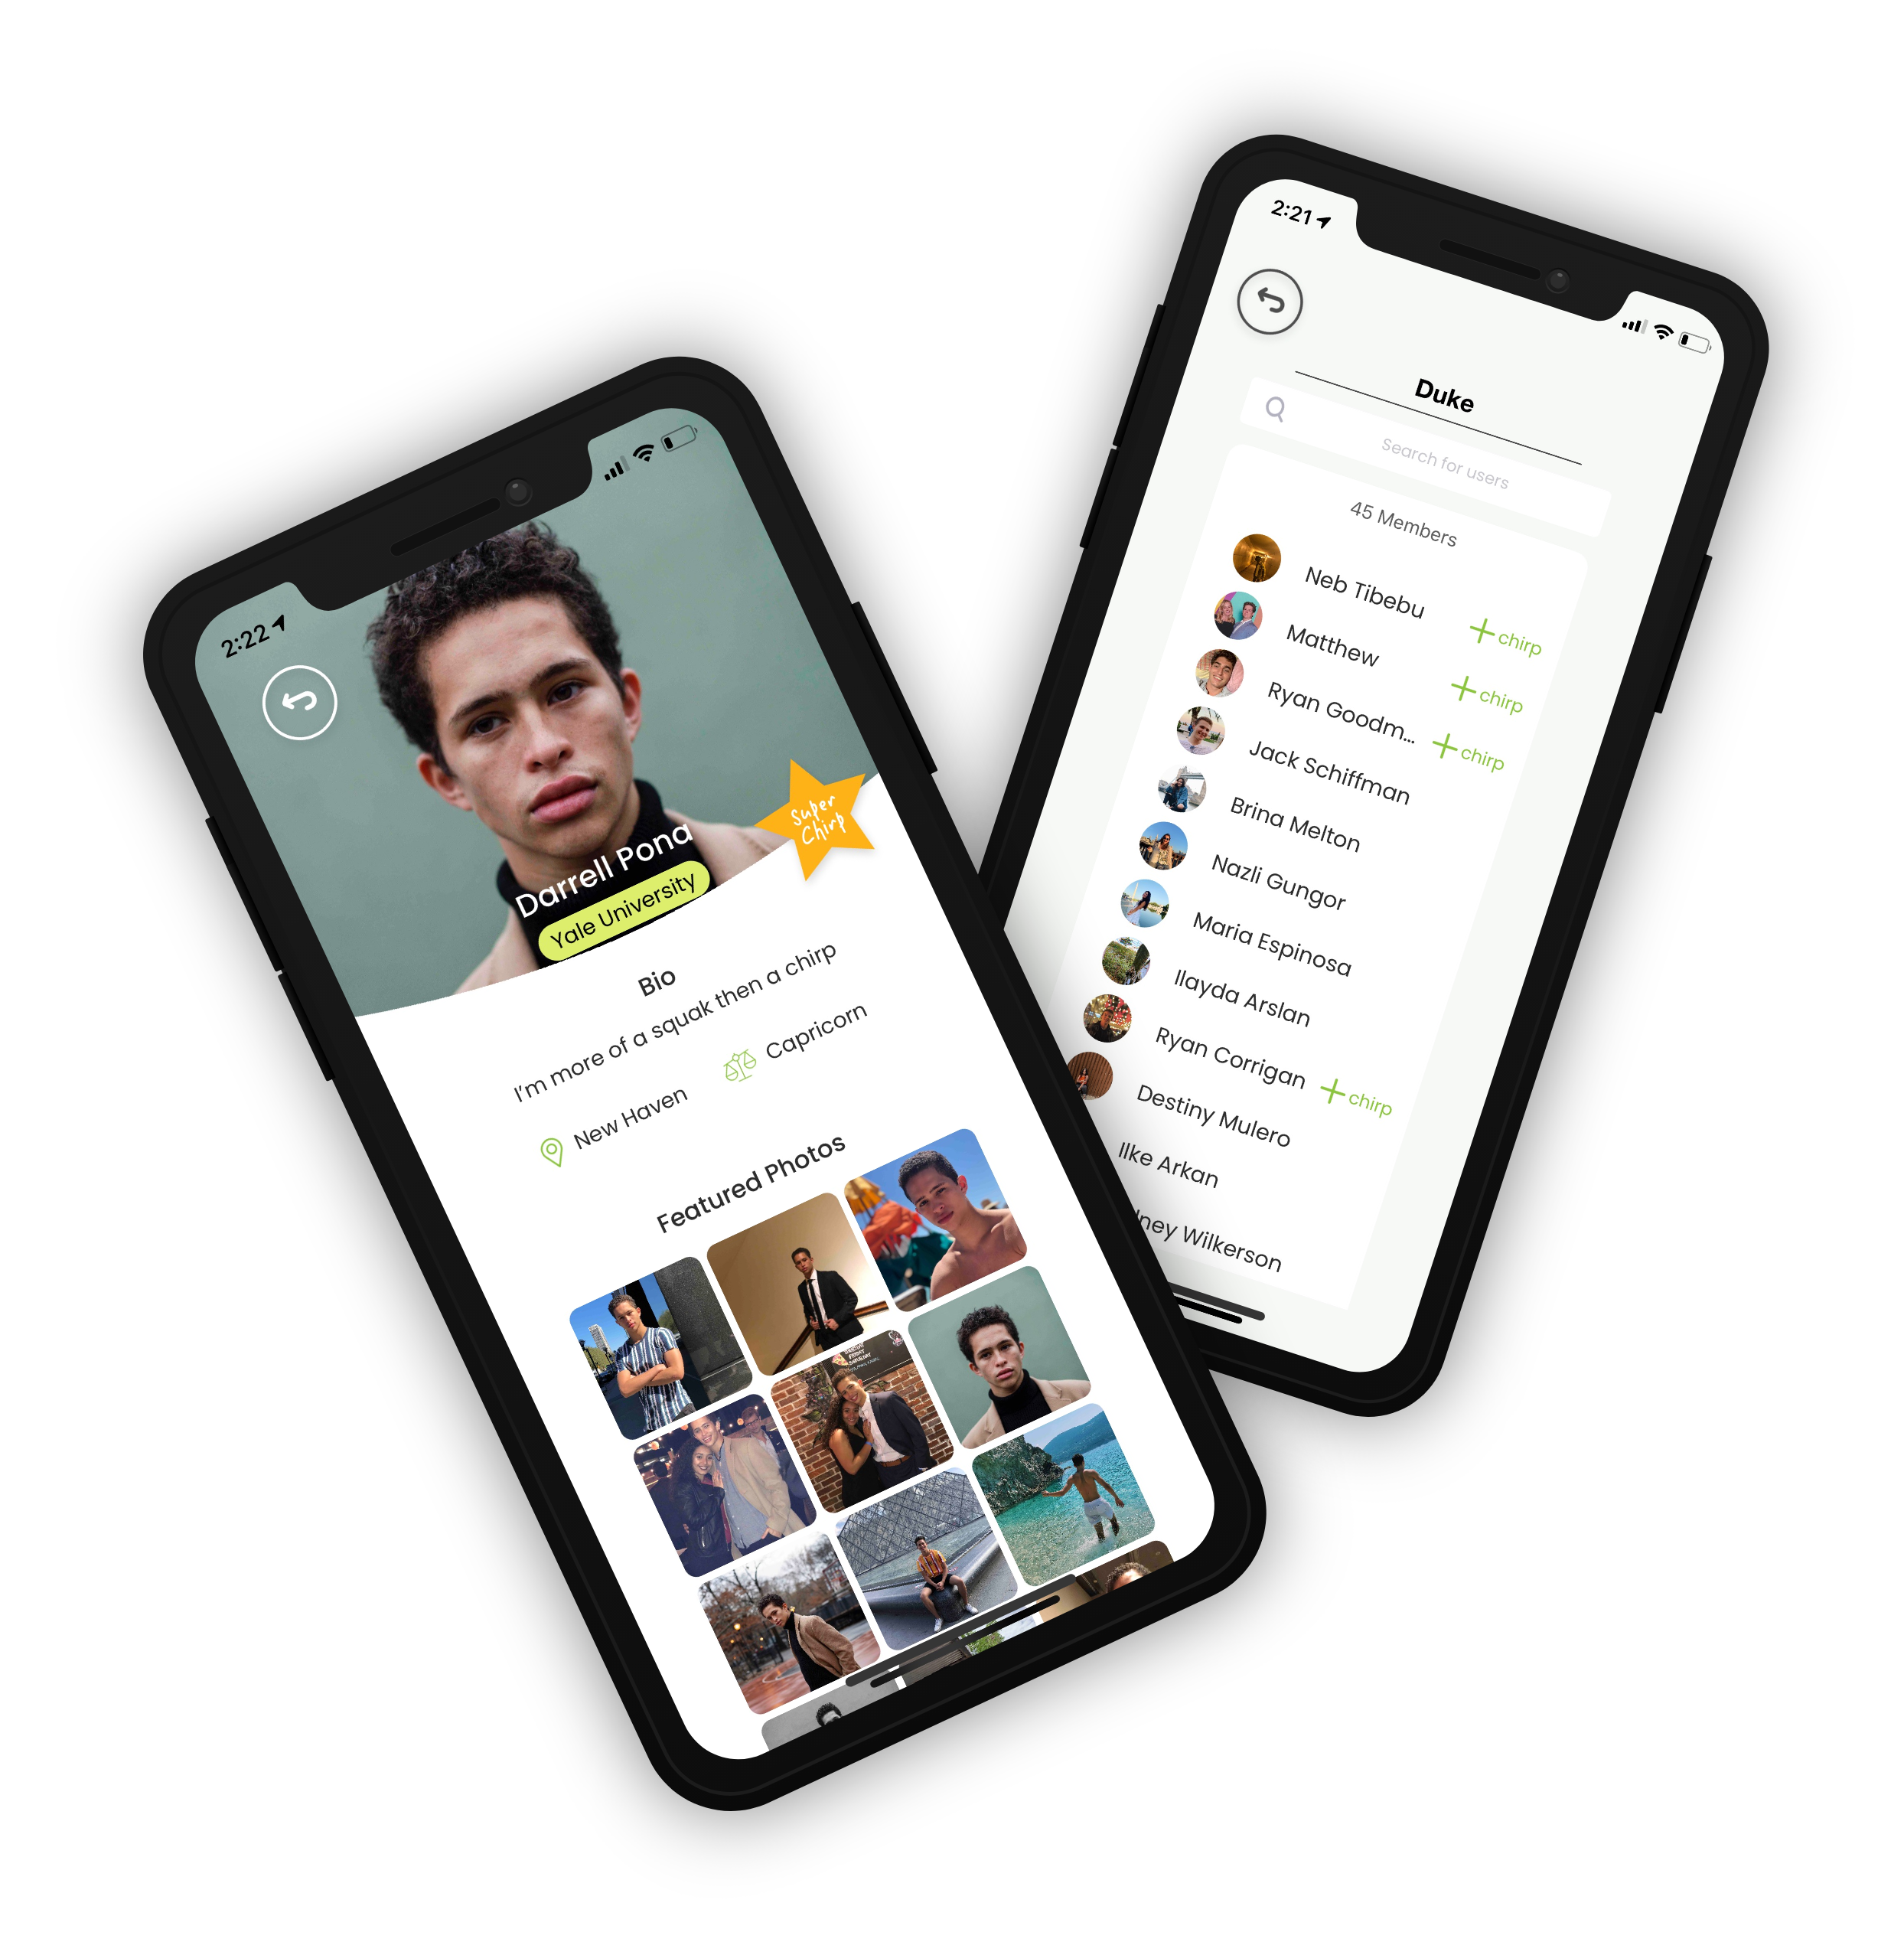 2:22
Super
Chirp
Darrell Pona
Yale University
Bio
I'm more of a squak then a chirp
New Haven
Capricorn
Featured Photos
2:21
Duke
Search for users
45 Members
Neb Tibebu
+chirp
Matthew
+chirp
Ryan Goodm...
+chirp
Jack Schiffman
Brina Melton
Nazli Gungor
Maria Espinosa
Ilayda Arslan
Ryan Corrigan
+chirp
Destiny Mulero
Ilke Arkan
Wilkerson